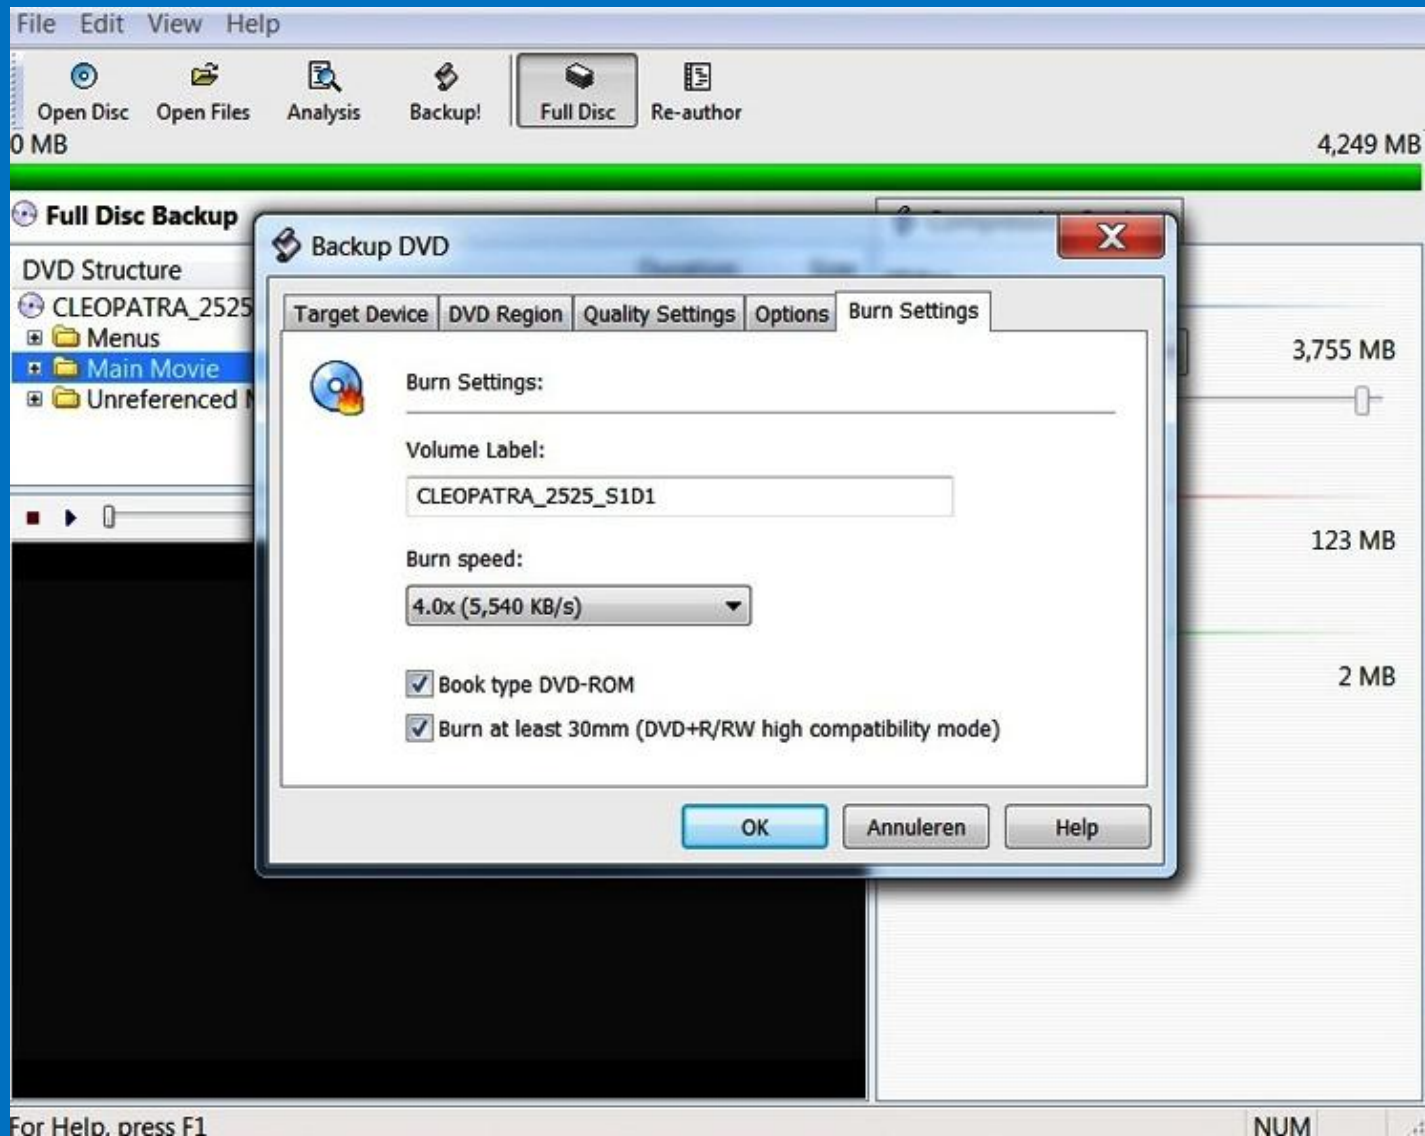 File Edit View Help
Open Disc Open Files Analysis Backup! Full Disc Re-author
0 MB 4,249 MB
Full Disc Backup
DVD Structure
CLEOPATRA_2525
Menus
Main Movie
Unreferenced
Backup DVD
Target Device DVD Region Quality Settings Options Burn Settings
Burn Settings:
Volume Label:
CLEOPATRA_2525_S1D1
Burn speed:
4.0x (5,540 KB/s)
Book type DVD-ROM
Burn at least 30mm (DVD+R/RW high compatibility mode)
OK Annuleren Help
3,755 MB
123 MB
2 MB
For Help, press F1 NUM